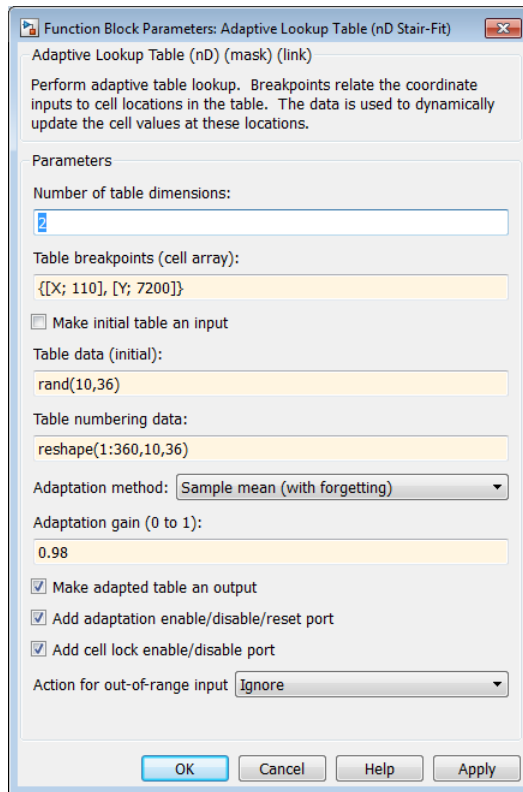 Function Block Parameters: Adaptive Lookup Table (nD Stair-Fit)
Adaptive Lookup Table (nD) (mask) (link)
Perform adaptive table lookup.  Breakpoints relate the coordinate
inputs to cell locations in the table.  The data is used to dynamically
update the cell values at these locations.
Parameters
Number of table dimensions:
2
Table breakpoints (cell array):
{[X; 110], [Y; 7200]}
Make initial table an input
Table data (initial):
rand(10,36)
Table numbering data:
reshape(1:360,10,36)
Adaptation method: Sample mean (with forgetting)
Adaptation gain (0 to 1):
0.98
Make adapted table an output
Add adaptation enable/disable/reset port
Add cell lock enable/disable port
Action for out-of-range input Ignore
OK Cancel Help Apply